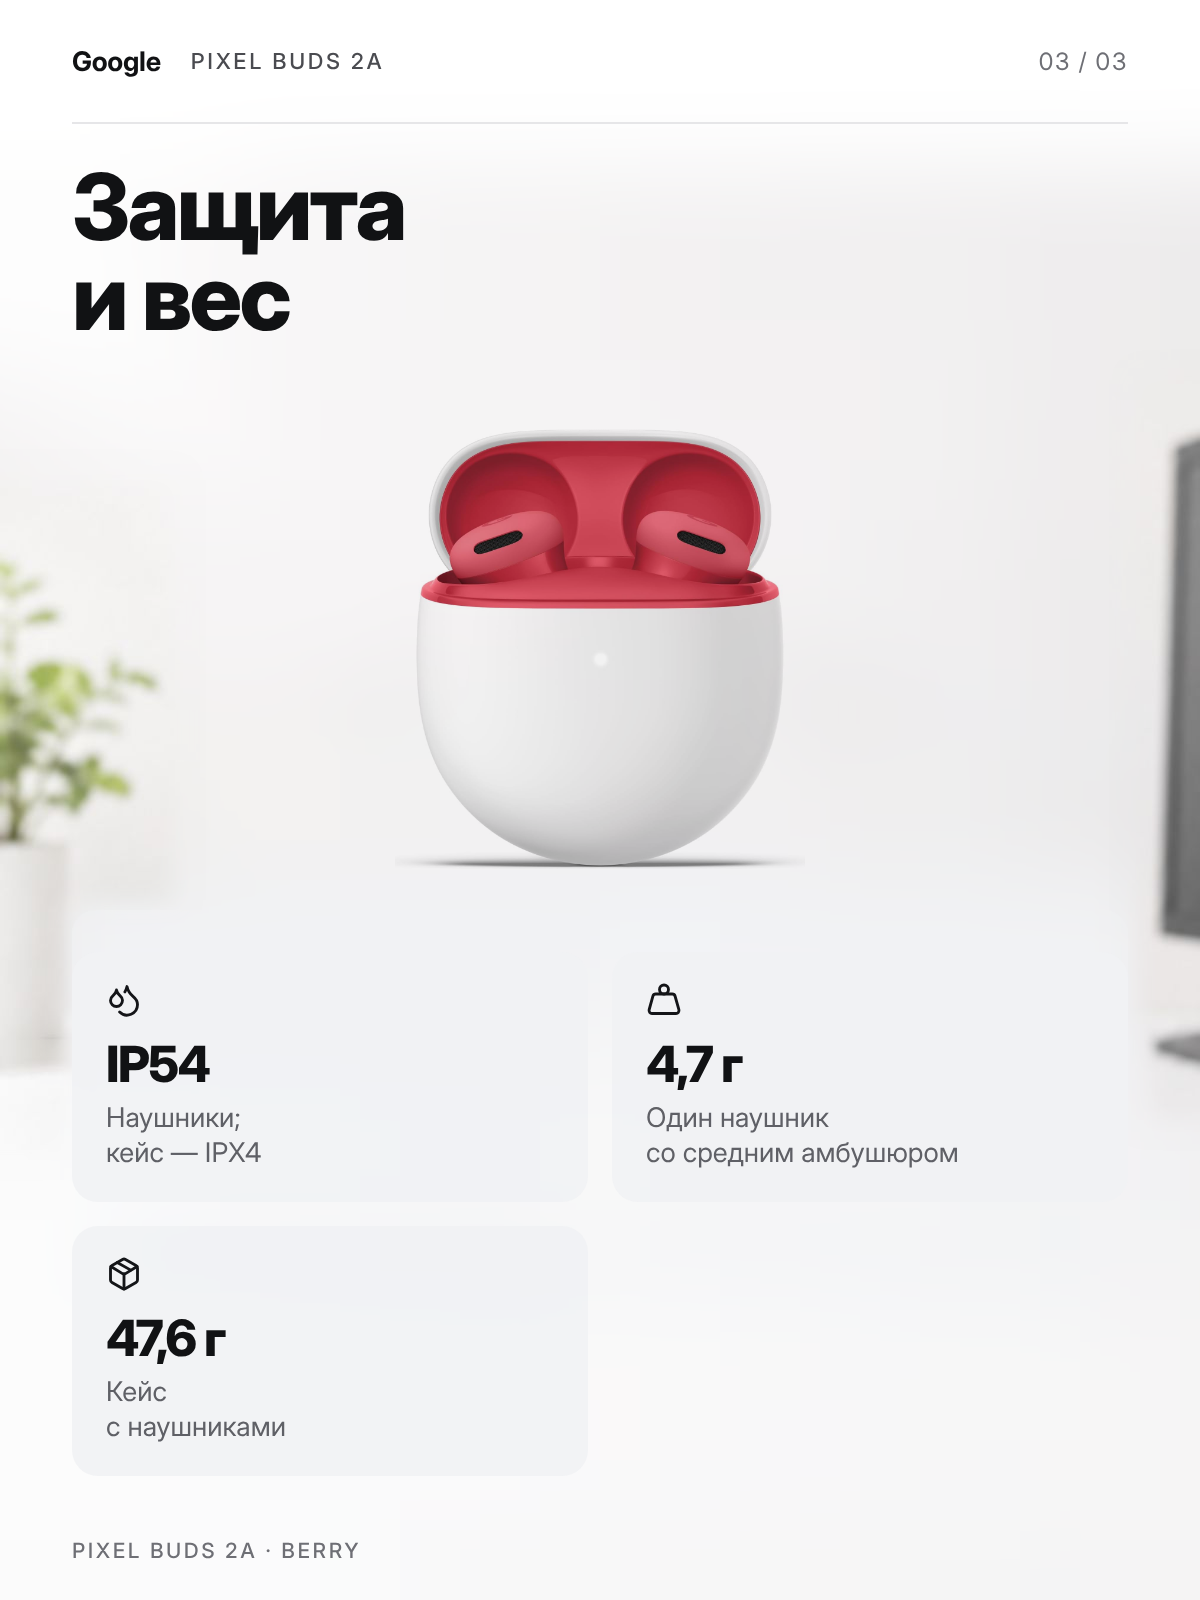 Google PIXEL BUDS 2A 03 / 03
Защита
и вес
IP54
Наушники;
кейс — IPX4
4,7 г
Один наушник
со средним амбушюром
47,6 г
Кейс
с наушниками
PIXEL BUDS 2A · BERRY